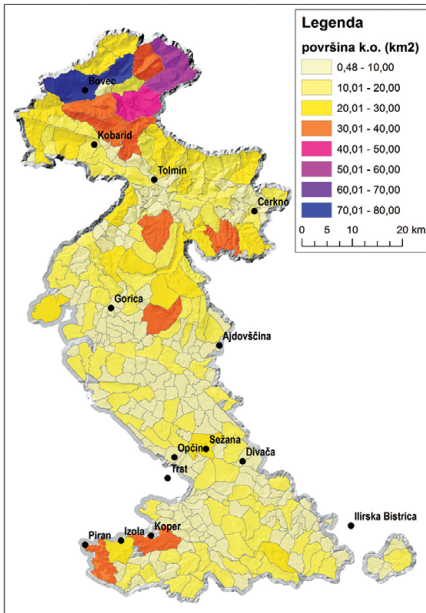 Legenda
površina k.o. (km2)
0,48 - 10,00
10,01 - 20,00
20,01 - 30,00
30,01 - 40,00
40,01 - 50,00
50,01 - 60,00
60,01 - 70,00
70,01 - 80,00
0 5 10 20 km
Bovec
Kobarid
Tolmin
Cerkno
Gorica
Ajdovščina
Opčine
Sežana
Divača
Trst
Ilirska Bistrica
Koper
Izola
Piran